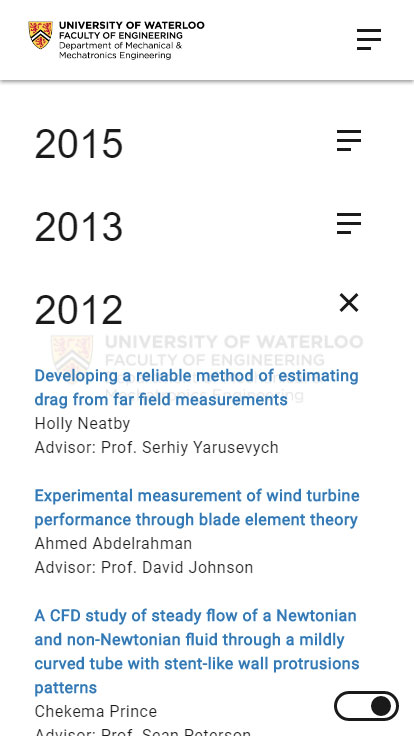 UNIVERSITY OF WATERLOO
FACULTY OF ENGINEERING
Department of Mechanical &
Mechatronics Engineering
2015
2013
2012
UNIVERSITY OF WATERLOO
FACULTY OF ENGINEERING
Developing a reliable method of estimating
drag from far field measurements
Mechatronics Engineering
Holly Neatby
Advisor: Prof. Serhiy Yarusevych
Experimental measurement of wind turbine
performance through blade element theory
Ahmed Abdelrahman
Advisor: Prof. David Johnson
A CFD study of steady flow of a Newtonian
and non-Newtonian fluid through a mildly
curved tube with stent-like wall protrusions
patterns
Chekema Prince
Advisor: Prof. Sean Peterson